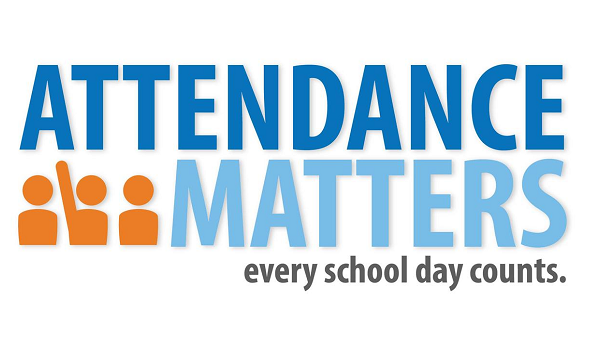 ATTENDANCE
MATTERS
every school day counts.